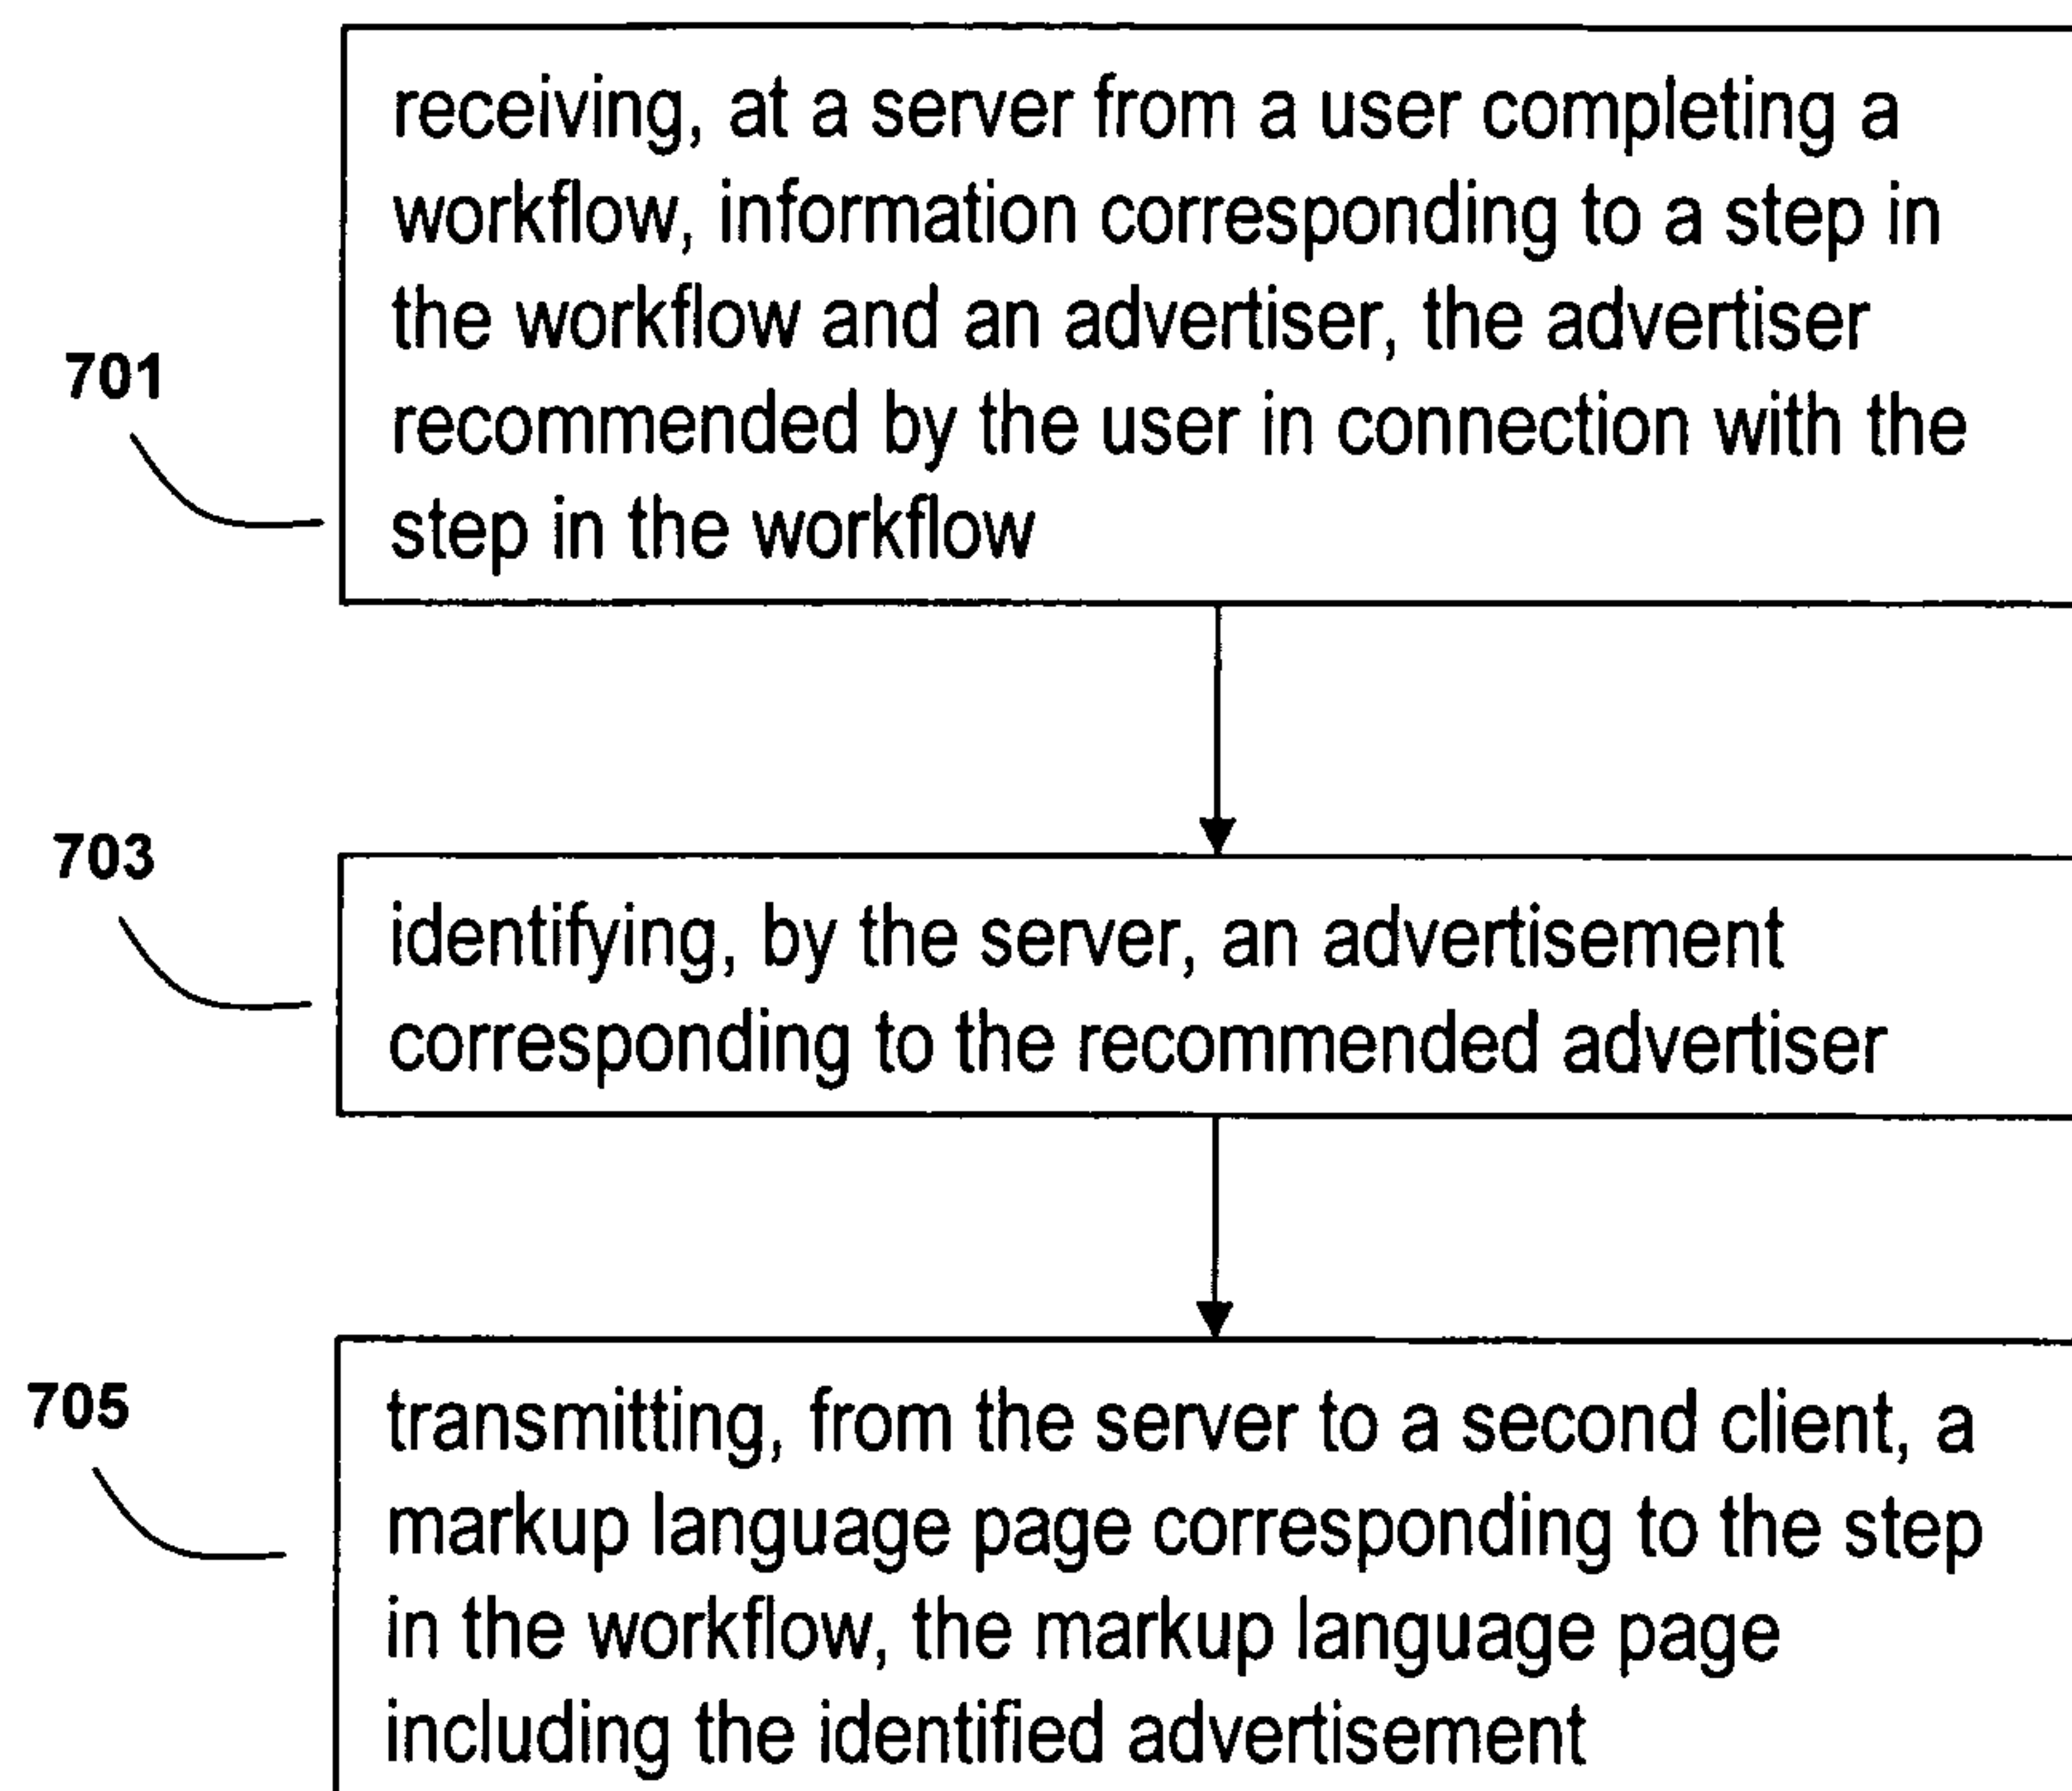 receiving, at a server from a user completing a
workflow, information corresponding to a step in
the workflow and an advertiser, the advertiser
recommended by the user in connection with the
step in the workflow
701
703
identifying, by the server, an advertisement
corresponding to the recommended advertiser
705
transmitting, from the server to a second client, a
markup language page corresponding to the step
in the workflow, the markup language page
including the identified advertisement